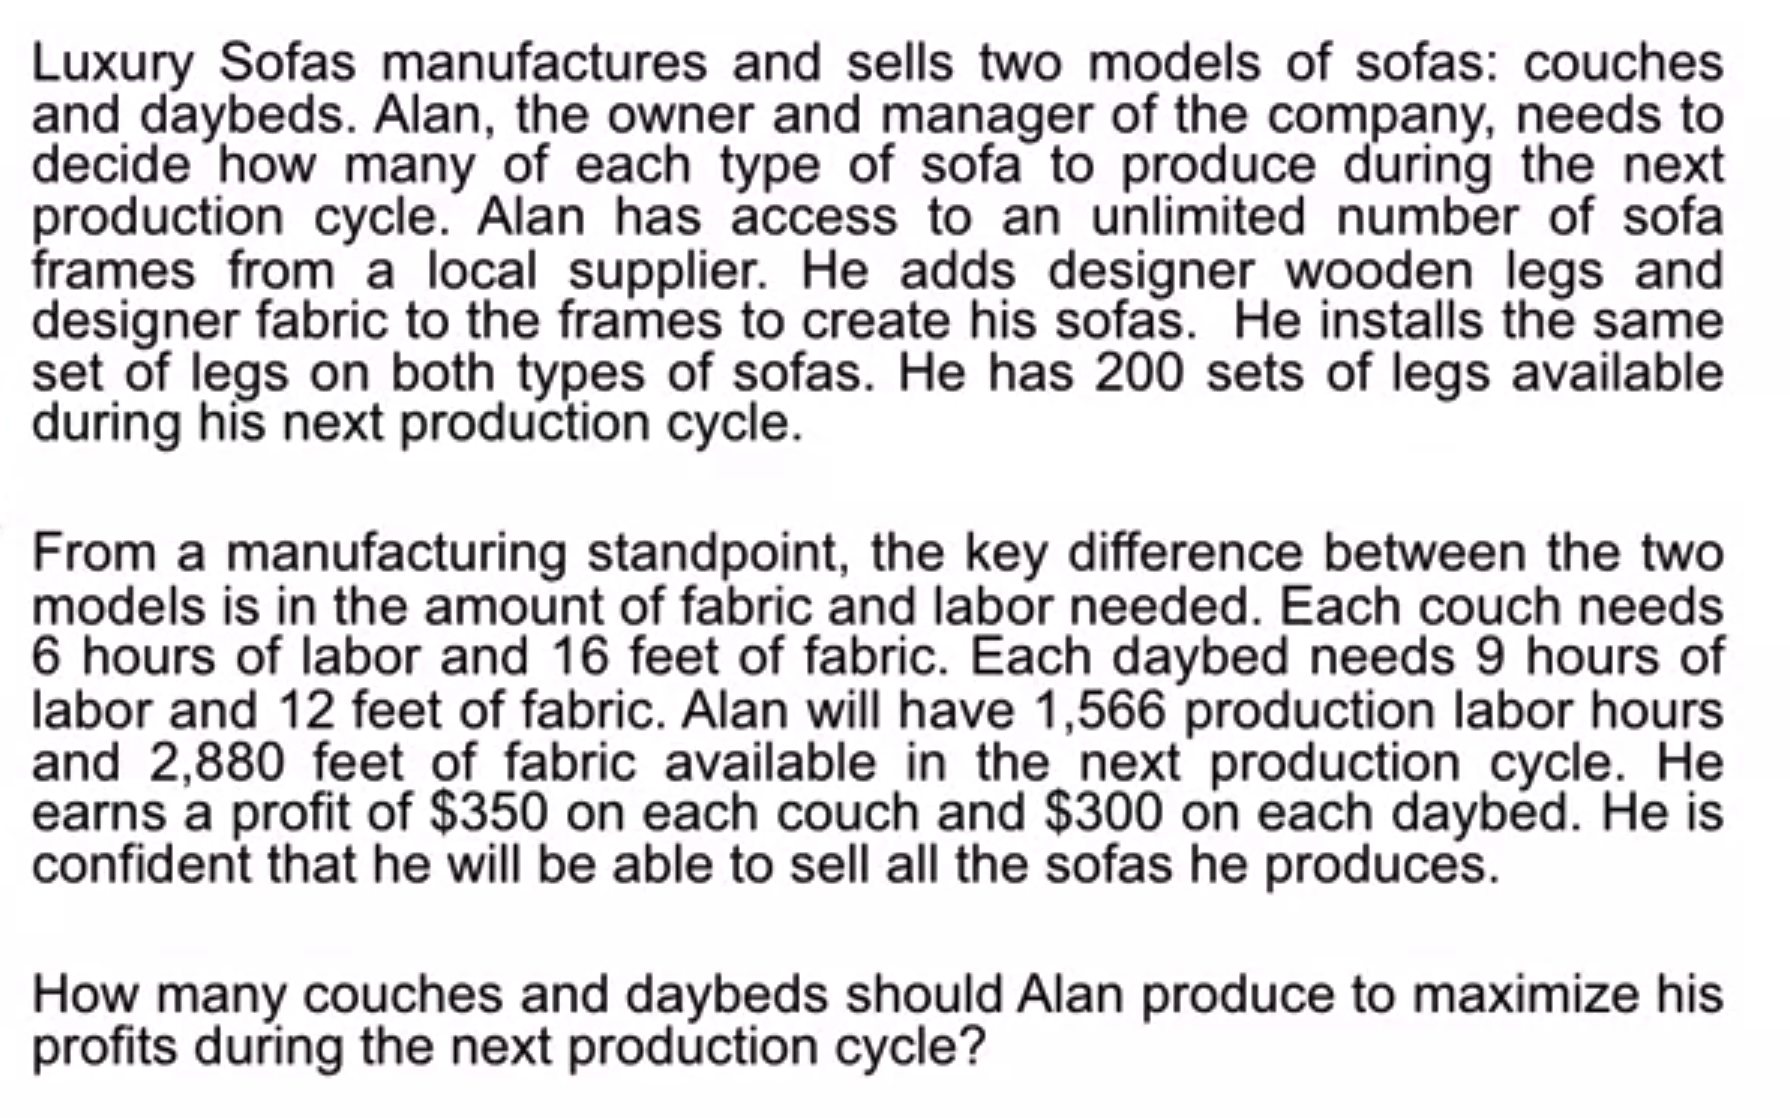 Luxury Sofas manufactures and sells two models of sofas: couches
and daybeds. Alan, the owner and manager of the company, needs to
decide how many of each type of sofa to produce during the next
production cycle. Alan has access to an unlimited number of sofa
frames from a local supplier. He adds designer wooden legs and
designer fabric to the frames to create his sofas. He installs the same
set of legs on both types of sofas. He has 200 sets of legs available
during his next production cycle.
From a manufacturing standpoint, the key difference between the two
models is in the amount of fabric and labor needed. Each couch needs
6 hours of labor and 16 feet of fabric. Each daybed needs 9 hours of
labor and 12 feet of fabric. Alan will have 1,566 production labor hours
and 2,880 feet of fabric available in the next production cycle. He
earns a profit of $350 on each couch and $300 on each daybed. He is
confident that he will be able to sell all the sofas he produces.
How many couches and daybeds should Alan produce to maximize his
profits during the next production cycle?